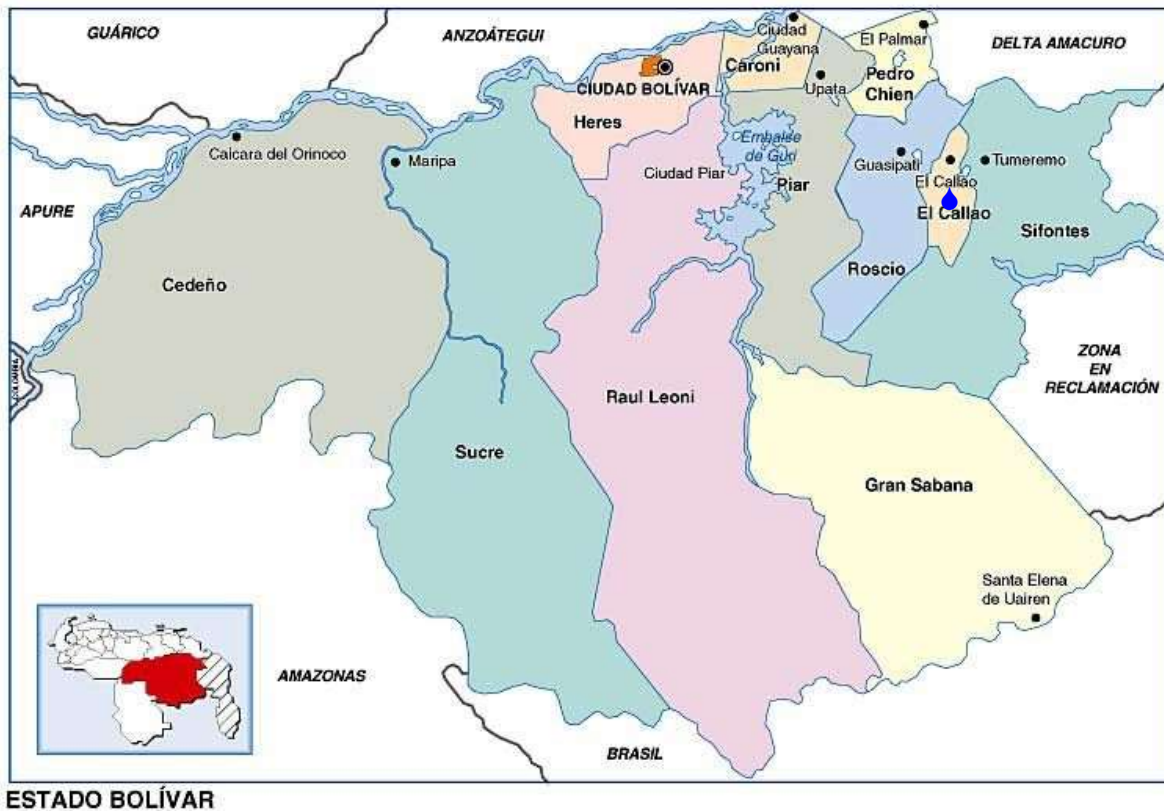 GUÁRICO
ANZOÁTEGUI
Ciudad
Guayana
El Palmar
DELTA AMACURO
Caroni
Pedro
Chien
Upata
CIUDAD BOLÍVAR
Heres
Embalse
de Guri
Caicara del Orinoco
Maripa
Ciudad Piar
Piar
Guasipati
El Callao
Tumeremo
El Callao
APURE
Sifontes
Roscio
Cedeño
COLOMBIA
ZONA
EN
RECLAMACIÓN
Raul Leoni
Sucre
Gran Sabana
Santa Elena
de Uairen
AMAZONAS
BRASIL
ESTADO BOLÍVAR